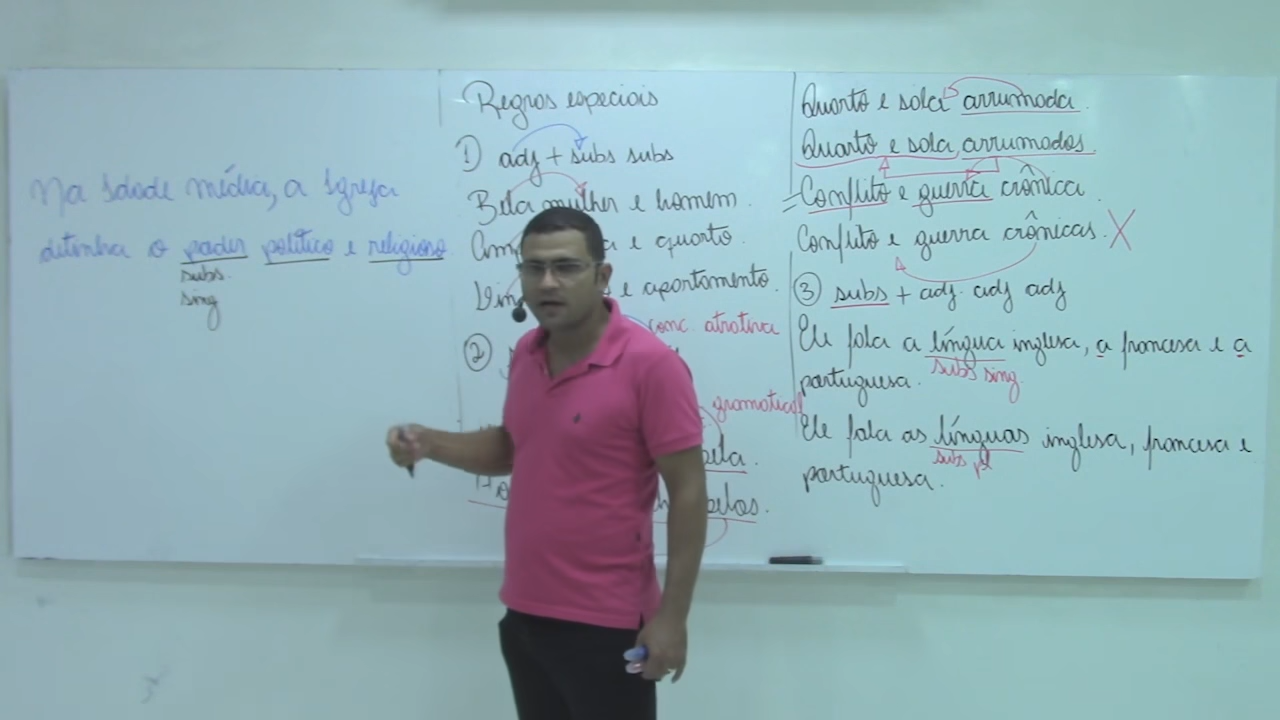 Na Idade média, a Igreja
detinha o poder político e religioso
subs.
sing
Regras especiais
1) adj + subs subs
Bela mulher e homem.
e quarto.
e apartamento.
conc. atrativa
2
gramatical
bela.
belos.
Quarto e sala arrumada.
Quarto e sala arrumados.
Conflito e guerra crônica.
Conflito e guerra crônicas. X
3 subs + adj. adj adj
Ele fala a língua inglesa, a francesa e a
subs sing.
portuguesa.
Ele fala as línguas inglesa, francesa e
subs pl
portuguesa.